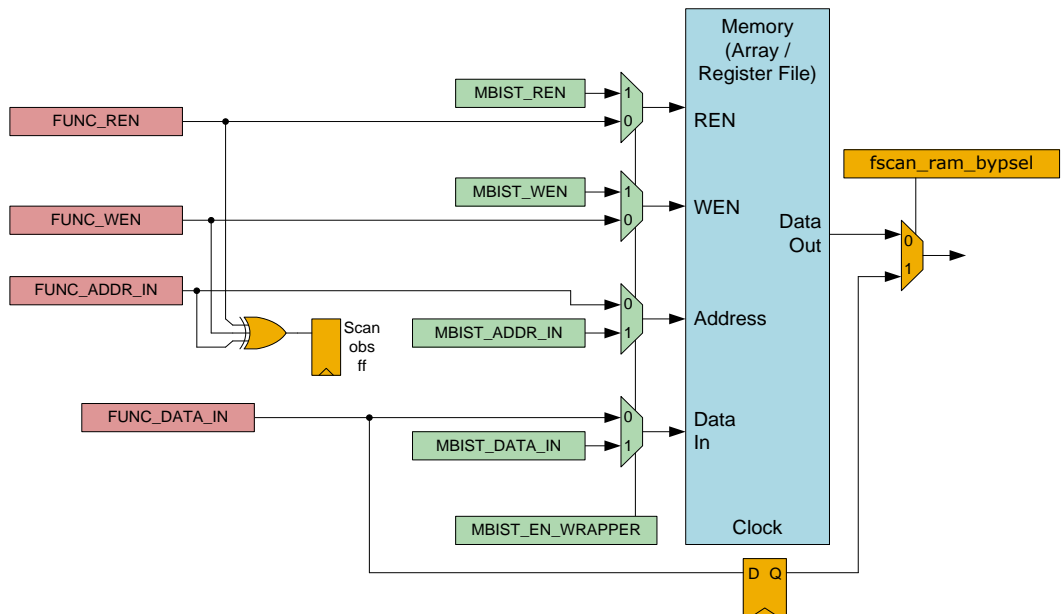 Memory
(Array /
Register File)
MBIST_REN
1
0
FUNC_REN
REN
fscan_ram_bypsel
MBIST_WEN
1
0
FUNC_WEN
WEN
Data
Out
0
1
FUNC_ADDR_IN
0
1
MBIST_ADDR_IN
Address
Scan
obs
ff
FUNC_DATA_IN
0
1
MBIST_DATA_IN
Data
In
MBIST_EN_WRAPPER
Clock
D Q